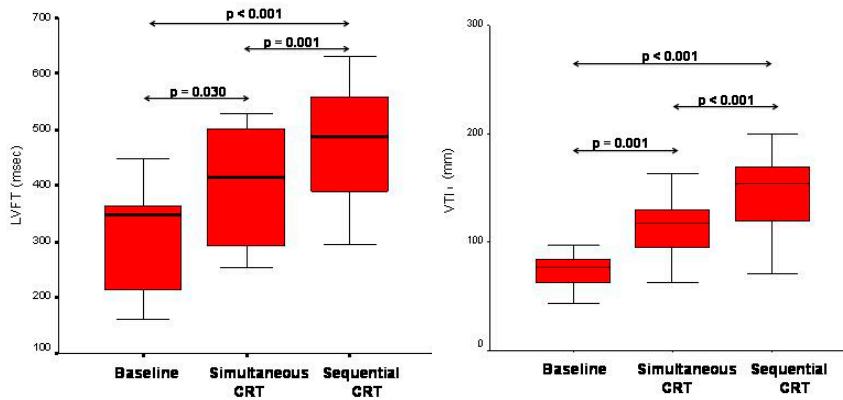 700
600
500
400
300
200
100
LVFT (msec)
p < 0.001
p = 0.001
p = 0.030
Baseline
Simultaneous
CRT
Sequential
CRT
300
200
100
0
(mm)
p < 0.001
p < 0.001
p = 0.001
Baseline
Simultaneous
CRT
Sequential
CRT